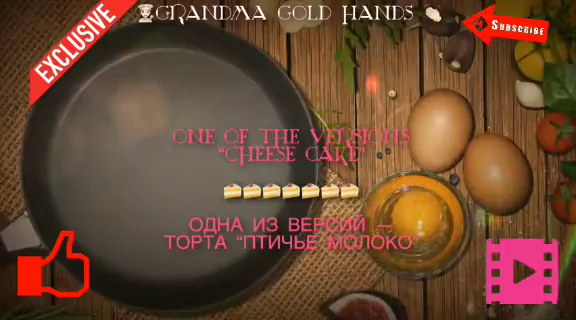 GRANDMA GOLD HANDS
EXCLUSIVE
SUBSCRIBE
ONE OF THE VERSIONS
"CHEESE CAKE"
ОДНА ИЗ ВЕРСИЙ —
ТОРТА "ПТИЧЬЕ МОЛОКО"